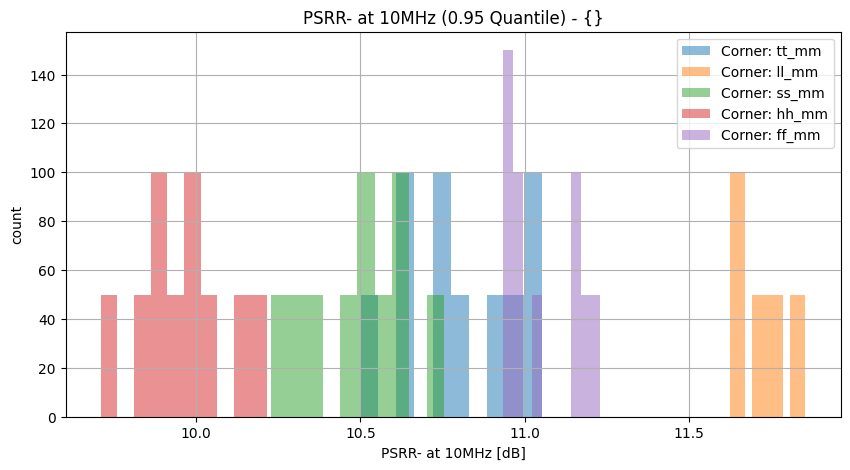 PSRR- at 10MHz (0.95 Quantile) - {}
Corner: tt_mm
Corner: ll_mm
Corner: ss_mm
Corner: hh_mm
Corner: ff_mm
140
120
100
80
60
40
20
0
count
10.0 10.5 11.0 11.5
PSRR- at 10MHz [dB]